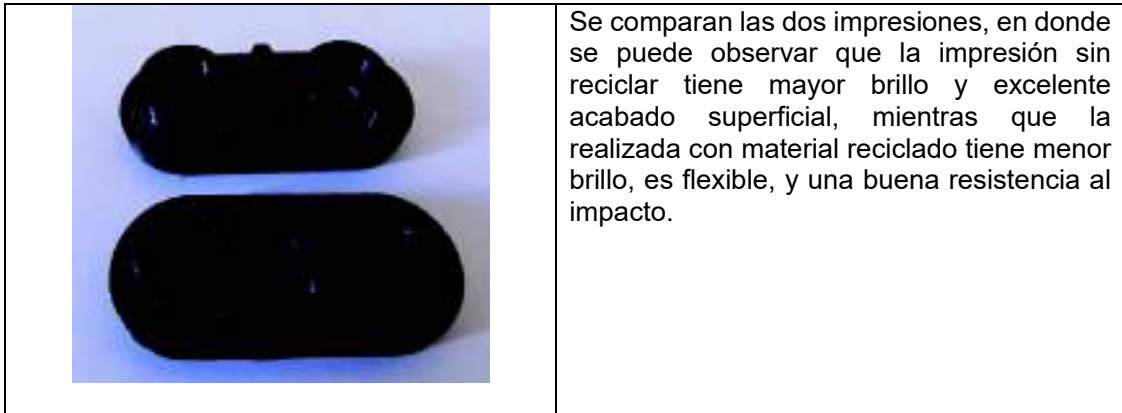 Se comparan las dos impresiones, en donde
se puede observar que la impresión sin
reciclar tiene mayor brillo y excelente
acabado superficial, mientras que la
realizada con material reciclado tiene menor
brillo, es flexible, y una buena resistencia al
impacto.